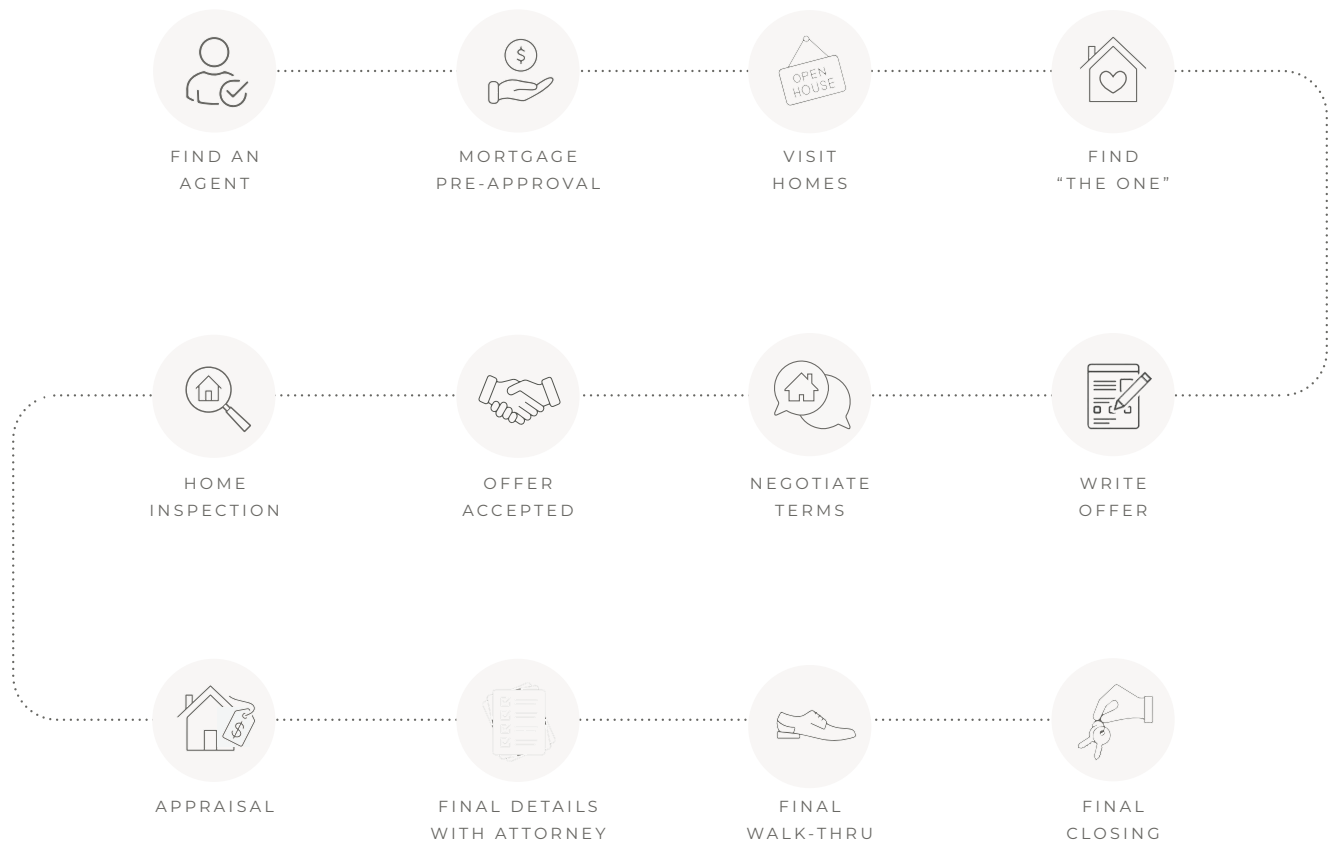 $
OPEN
HOUSE
FIND AN
AGENT
MORTGAGE
PRE-APPROVAL
VISIT
HOMES
FIND
“THE ONE”
WRITE
OFFER
NEGOTIATE
TERMS
OFFER
ACCEPTED
HOME
INSPECTION
$
APPRAISAL
FINAL DETAILS
WITH ATTORNEY
FINAL
WALK-THRU
FINAL
CLOSING